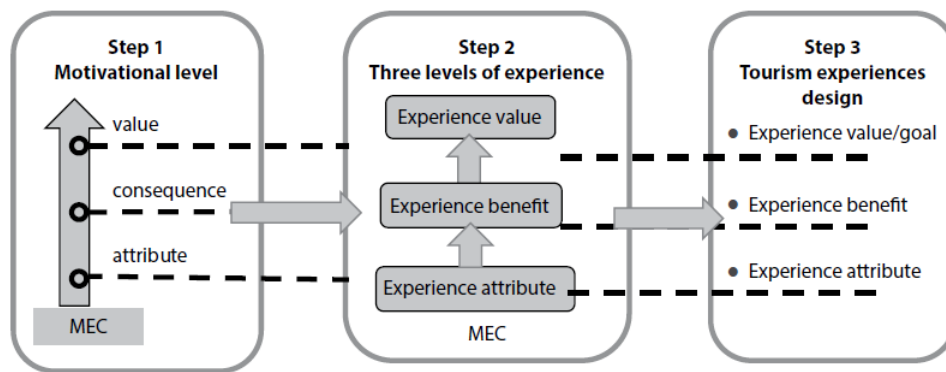 Step 1
Motivational level
value
consequence
attribute
MEC
Step 2
Three levels of experience
Experience value
Experience benefit
Experience attribute
MEC
Step 3
Tourism experiences
design
• Experience value/goal
• Experience benefit
• Experience attribute